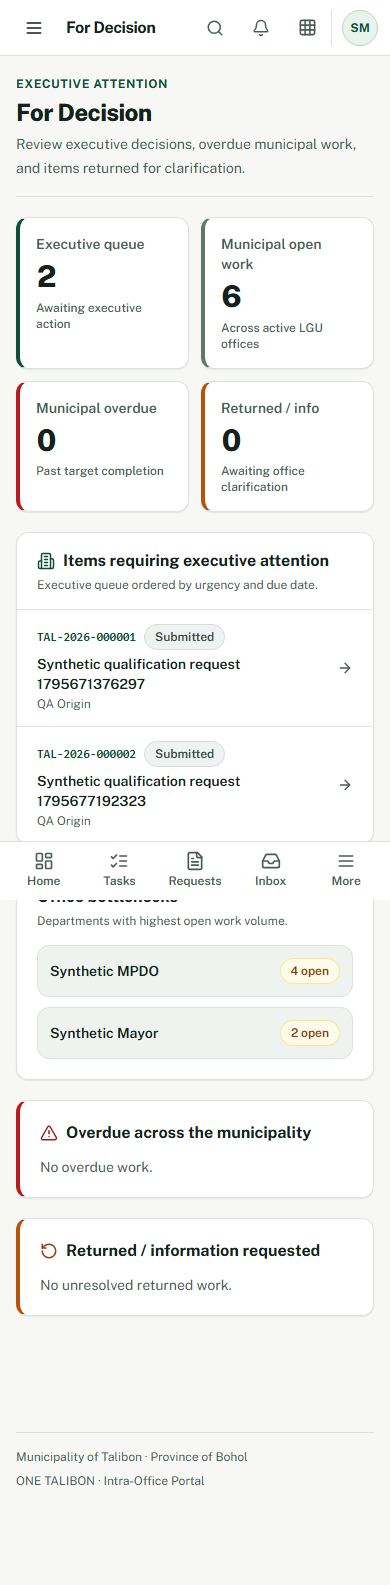 For Decision
SM
EXECUTIVE ATTENTION
For Decision
Review executive decisions, overdue municipal work,
and items returned for clarification.
Executive queue
2
Awaiting executive
action
Municipal open
work
6
Across active LGU
offices
Municipal overdue
0
Past target completion
Returned / info
0
Awaiting office
clarification
Items requiring executive attention
Executive queue ordered by urgency and due date.
TAL-2026-000001 Submitted
Synthetic qualification request
1795671376297
QA Origin
TAL-2026-000002 Submitted
Synthetic qualification request
1795677192323
QA Origin
Home Tasks Requests Inbox More
Departments with highest open work volume.
Synthetic MPDO 4 open
Synthetic Mayor 2 open
Overdue across the municipality
No overdue work.
Returned / information requested
No unresolved returned work.
Municipality of Talibon · Province of Bohol
ONE TALIBON · Intra-Office Portal